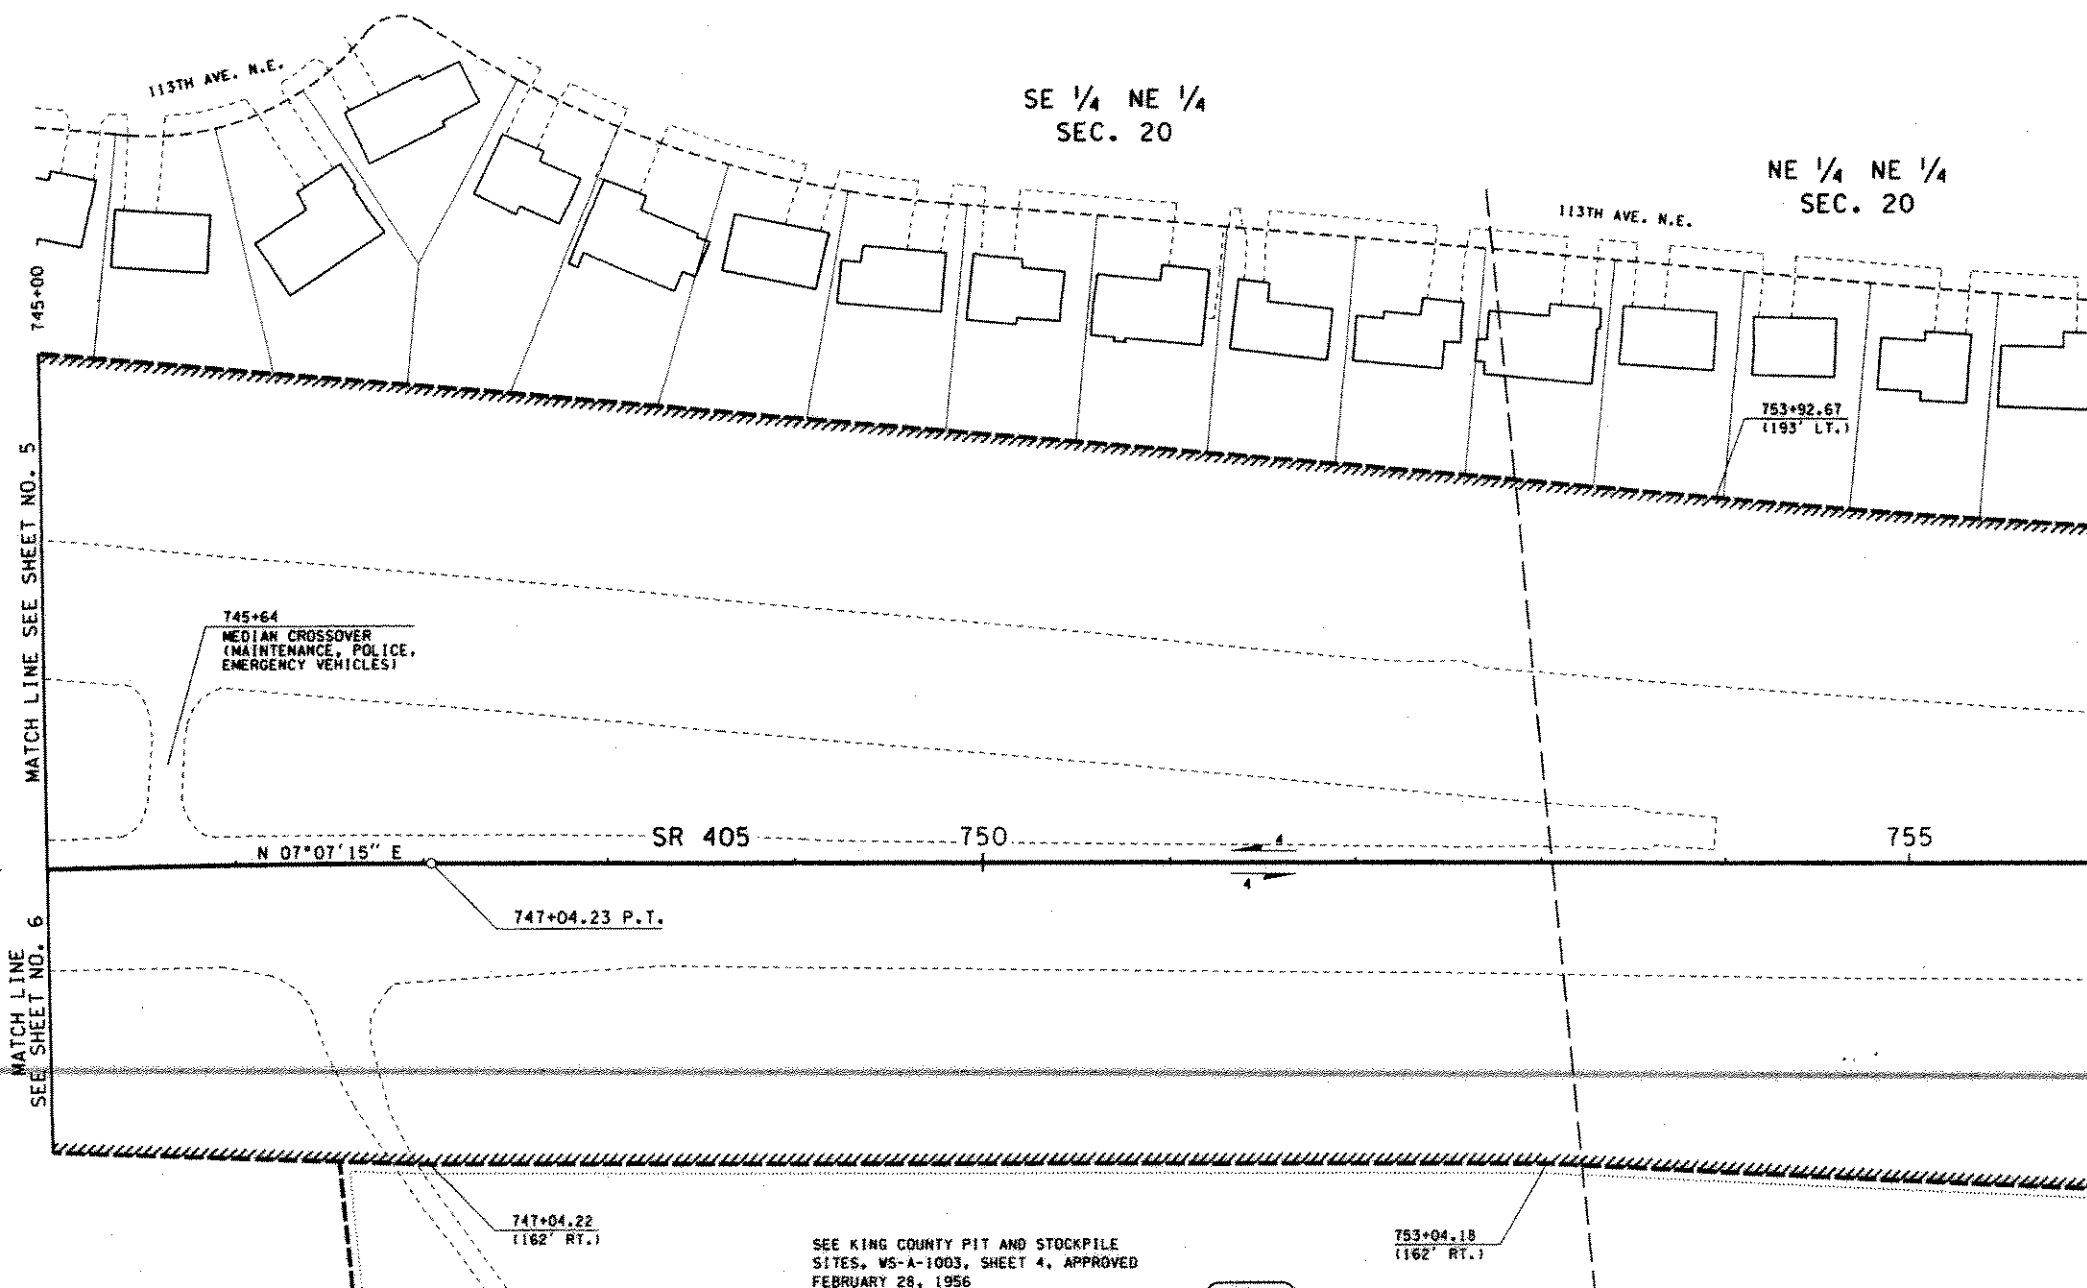 113TH AVE. N.E.
SE 1/4 NE 1/4
SEC. 20
NE 1/4 NE 1/4
SEC. 20
113TH AVE. N.E.
745+00
753+92.67
(193' LT.)
MATCH LINE SEE SHEET NO. 5
745+64
MEDIAN CROSSOVER
(MAINTENANCE, POLICE,
EMERGENCY VEHICLES)
SR 405
750
755
4
4
N 07°07'15" E
747+04.23 P.T.
MATCH LINE
SEE SHEET NO. 6
747+04.22
(162' RT.)
753+04.18
(162' RT.)
SEE KING COUNTY PIT AND STOCKPILE
SITES, WS-A-1003, SHEET 4, APPROVED
FEBRUARY 28, 1956